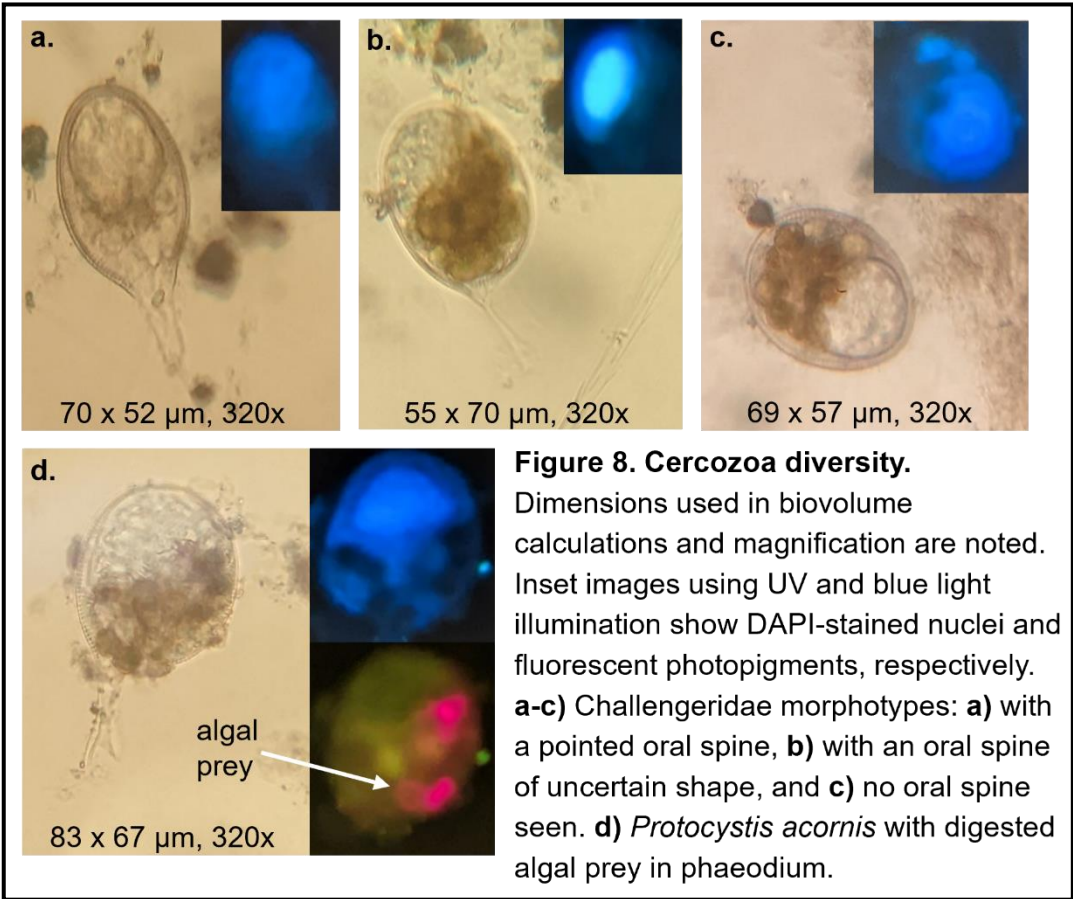 a.
b.
c.
70 x 52 µm, 320x
55 x 70 µm, 320x
69 x 57 µm, 320x
d.
algal
prey
83 x 67 µm, 320x
Figure 8. Cercozoa diversity.
Dimensions used in biovolume
calculations and magnification are noted.
Inset images using UV and blue light
illumination show DAPI-stained nuclei and
fluorescent photopigments, respectively.
a-c) Challengeridae morphotypes: a) with
a pointed oral spine, b) with an oral spine
of uncertain shape, and c) no oral spine
seen. d) Protocystis acornis with digested
algal prey in phaeodium.